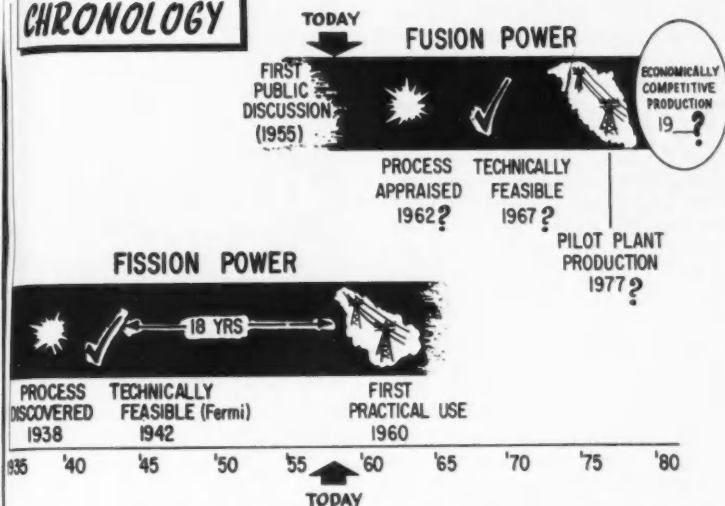 CHRONOLOGY
TODAY
FUSION POWER
FIRST
PUBLIC
DISCUSSION
(1955)
ECONOMICALLY
COMPETITIVE
PRODUCTION
19__?
PROCESS
APPRAISED
1962?
TECHNICALLY
FEASIBLE
1967?
PILOT PLANT
PRODUCTION
1977?
FISSION POWER
18 YRS
PROCESS
DISCOVERED
1938
TECHNICALLY
FEASIBLE (Fermi)
1942
FIRST
PRACTICAL USE
1960
1935 '40 '45 '50 '55 '60 '65 '70 '75 '80
TODAY